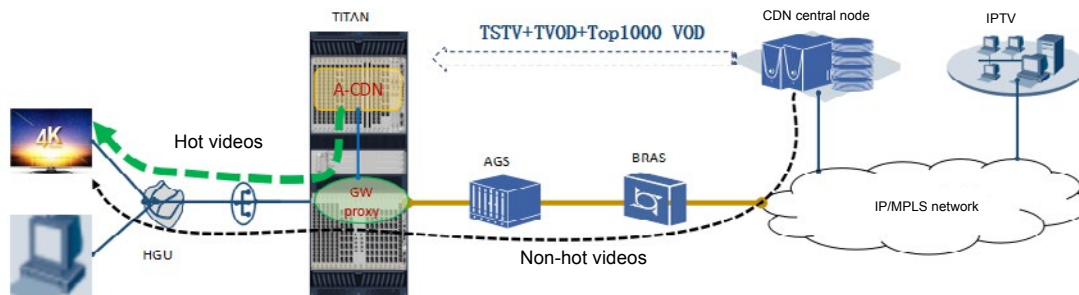 TITAN
CDN central node
IPTV
TSTV+TVOD+Top1000 VOD
A-CDN
4K
Hot videos
AGS
BRAS
GW
proxy
IP/MPLS network
HGU
Non-hot videos